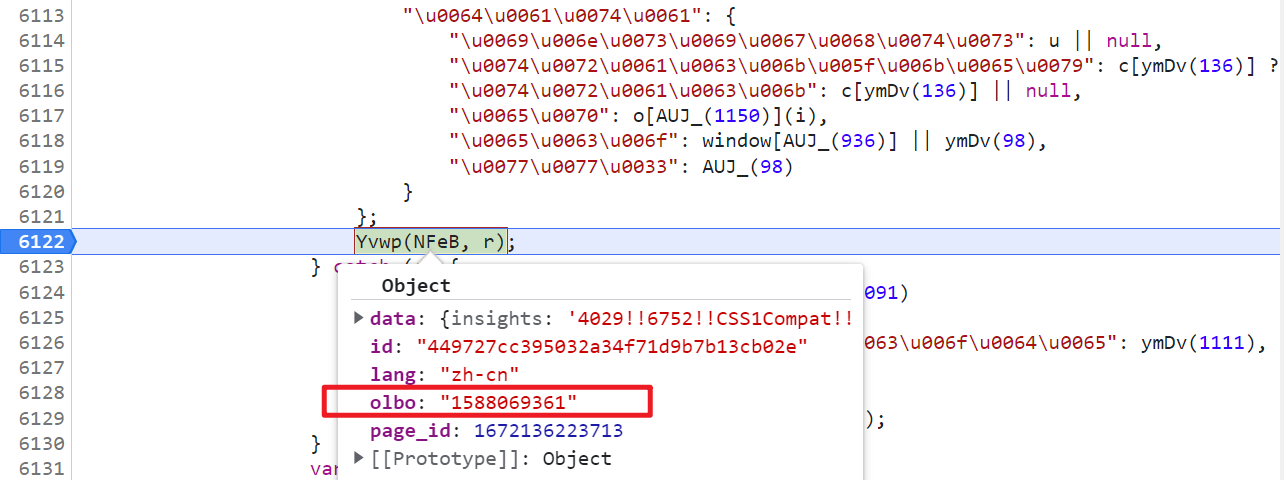 6113 "\u0064\u0061\u0074\u0061": {
6114 "\u0069\u006e\u0073\u0069\u0067\u0068\u0074\u0073": u || null,
6115 "\u0074\u0072\u0061\u0063\u006b\u005f\u006b\u0065\u0079": c[ymDv(136)] ?
6116 "\u0074\u0072\u0061\u0063\u006b": c[ymDv(136)] || null,
6117 "\u0065\u0070": o[AUJ_(1150)](i),
6118 "\u0065\u0063\u006f": window[AUJ_(936)] || ymDv(98),
6119 "\u0077\u0077\u0033": AUJ_(98)
6120 }
6121 };
6122 Yvwp(NFeB, r);
6123 } {
Object
6124 091)
6125 data: {insights: '4029!!6752!!CSS1Compat!!
6126 id: "449727cc395032a34f71d9b7b13cb02e" 063\u006f\u0064\u0065": ymDv(1111),
6127 lang: "zh-cn"
6128 olbo: "1588069361"
6129 );
6130 } page_id: 1672136223713
6131 var [[Prototype]]: Object